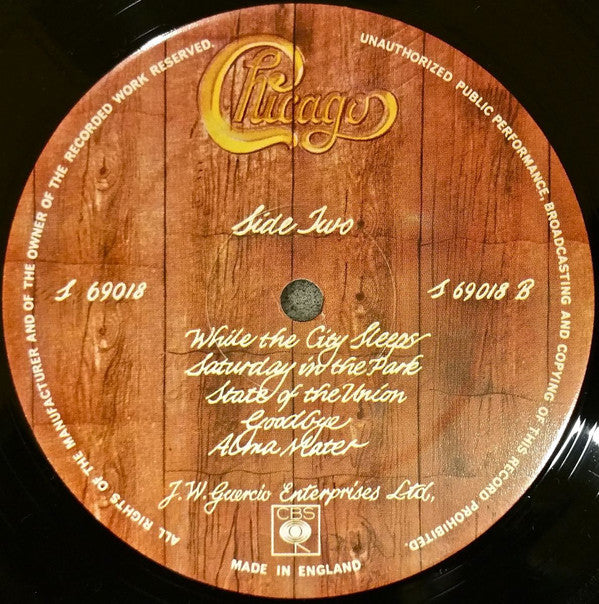 ALL RIGHTS OF THE MANUFACTURER AND OF THE OWNER OF THE RECORDED WORK RESERVED.
UNAUTHORIZED PUBLIC PERFORMANCE, BROADCASTING AND COPYING OF THIS RECORD PROHIBITED.
Chicago
Side Two
S 69018
S 69018 B
While the City Sleeps
Saturday in the Park
State of the Union
Goodbye
Alma Mater
J.W. Guercio Enterprises Ltd,
CBS
MADE IN ENGLAND